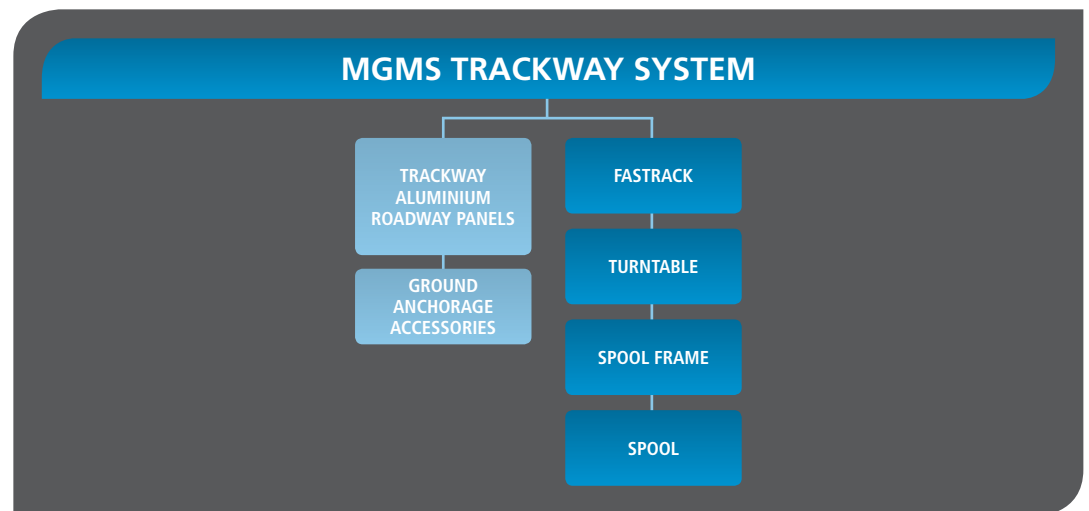 MGMS TRACKWAY SYSTEM
TRACKWAY
ALUMINIUM
ROADWAY PANELS
GROUND
ANCHORAGE
ACCESSORIES
FASTRACK
TURNTABLE
SPOOL FRAME
SPOOL